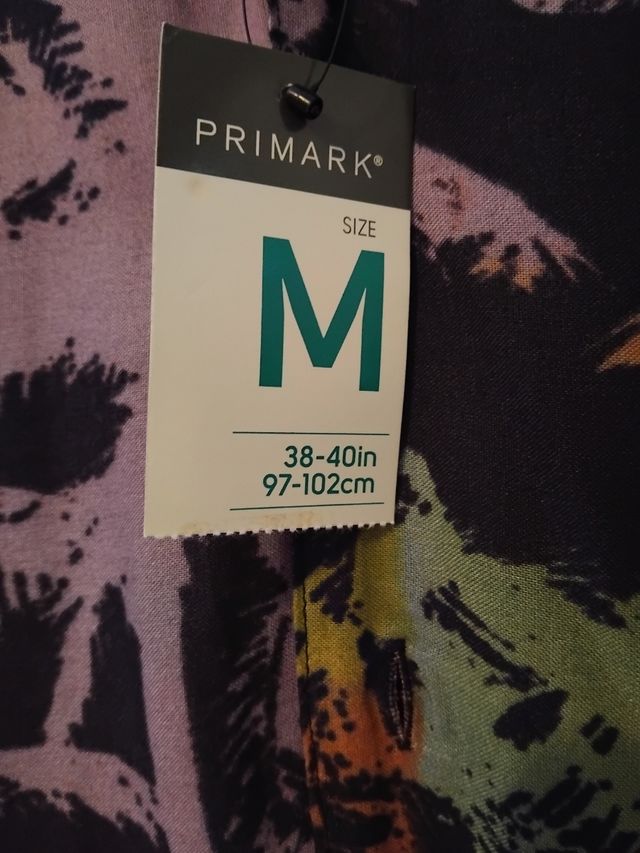 PRIMARK®
SIZE
M
38-40in
97-102cm